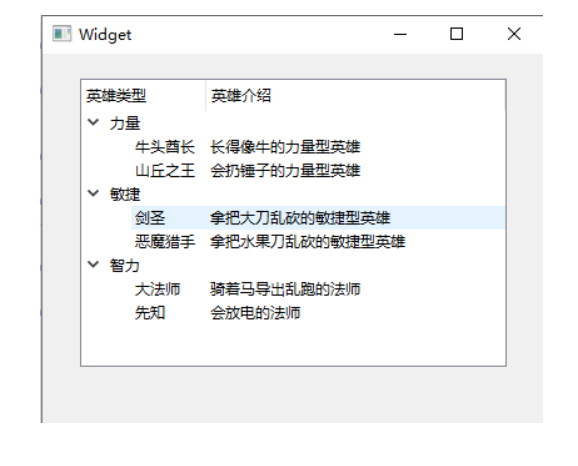 Widget
英雄类型 英雄介绍
力量
牛头酋长 长得像牛的力量型英雄
山丘之王 会扔锤子的力量型英雄
敏捷
剑圣 拿把大刀乱砍的敏捷型英雄
恶魔猎手 拿把水果刀乱砍的敏捷型英雄
智力
大法师 骑着马导出乱跑的法师
先知 会放电的法师